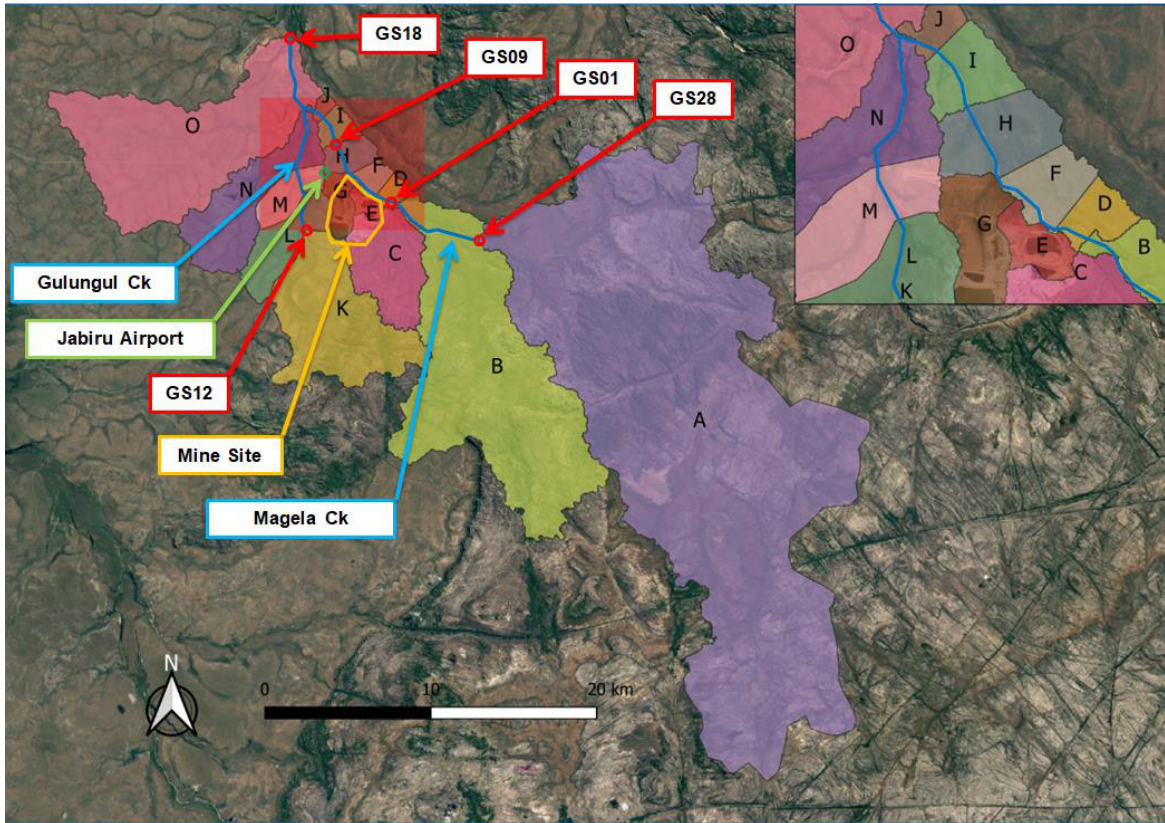 GS18
GS09
GS01
GS28
Gulungul Ck
Jabiru Airport
GS12
Mine Site
Magela Ck
O
J
I
H
F
D
N
G
M
E
L
C
K
B
A
N
0
10
20 km
J
O
I
N
H
F
M
G
D
L
E
B
C
K